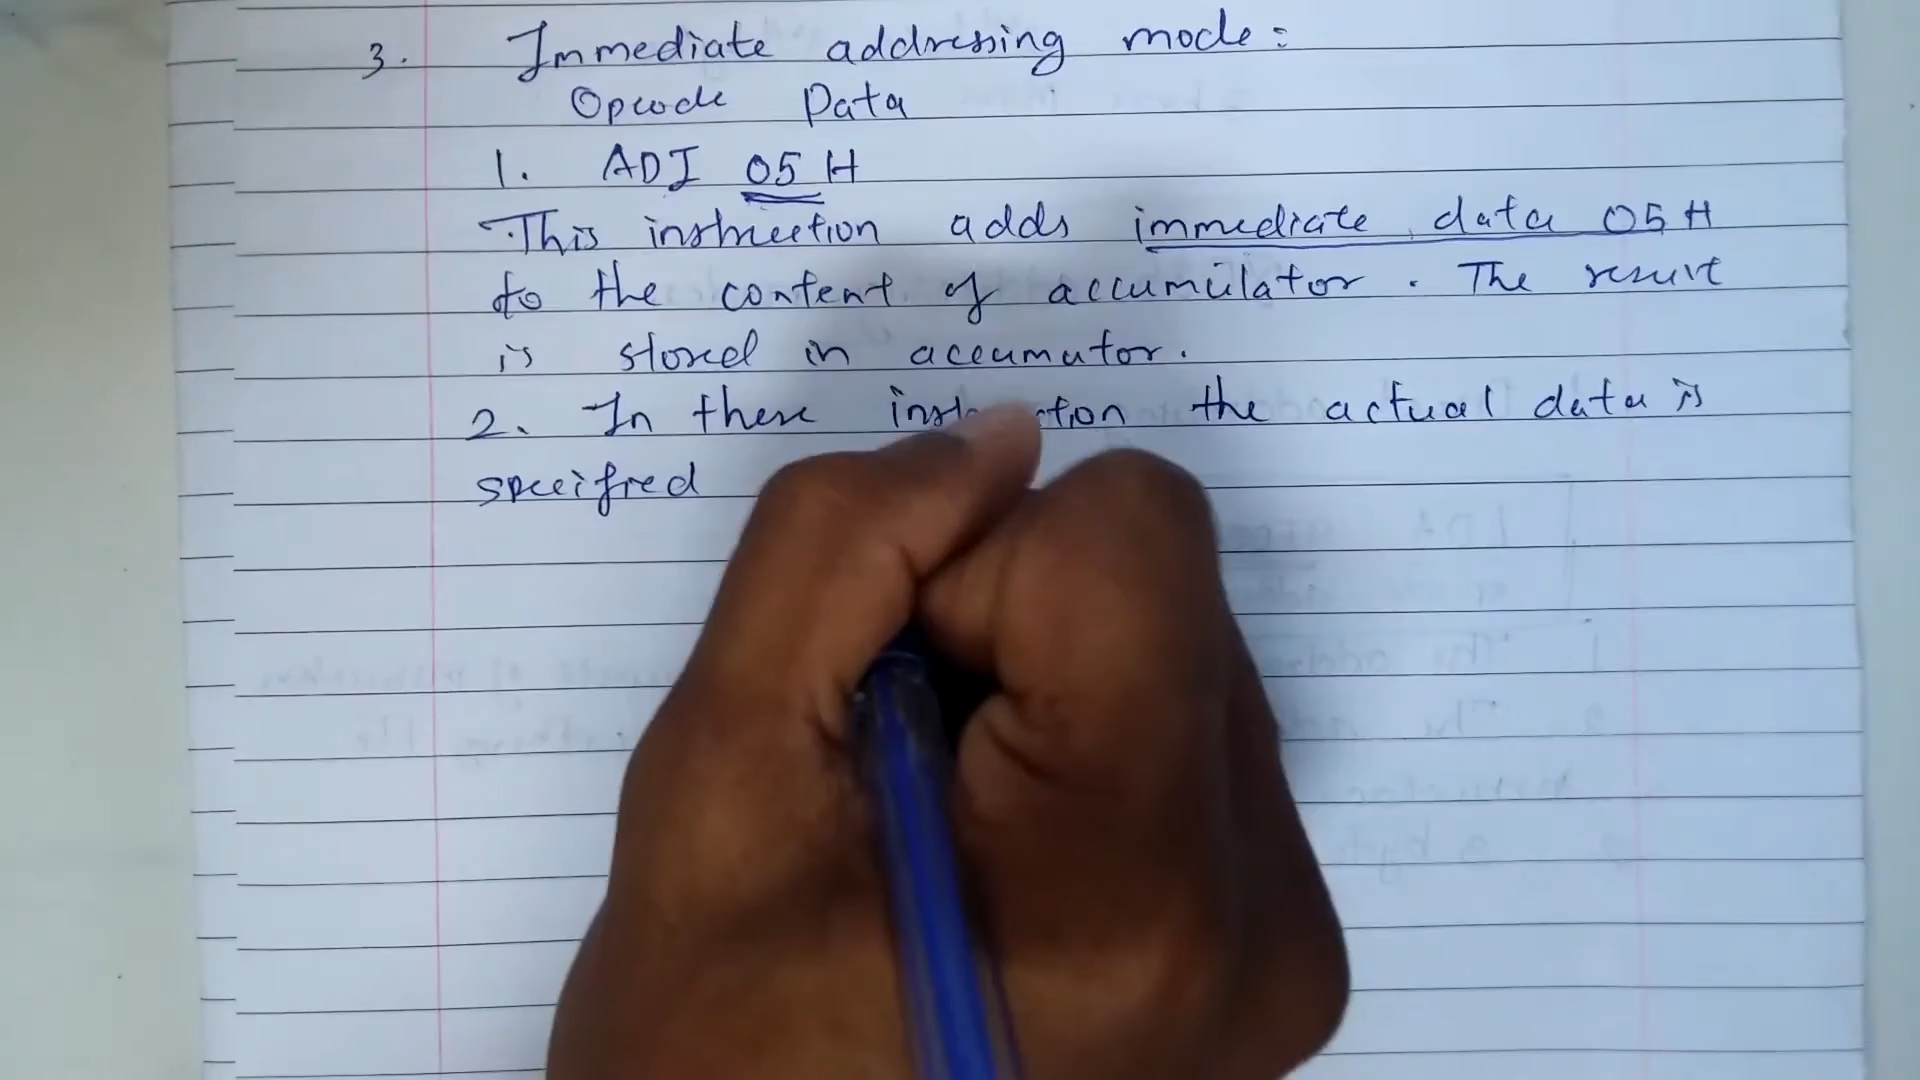 3. Immediate addressing mode:
Opcode Data
1. ADI 05 H
This instruction adds immediate data 05 H
to the content of accumulator. The result
is stored in accumutor.
2. In these the actual data is
specified